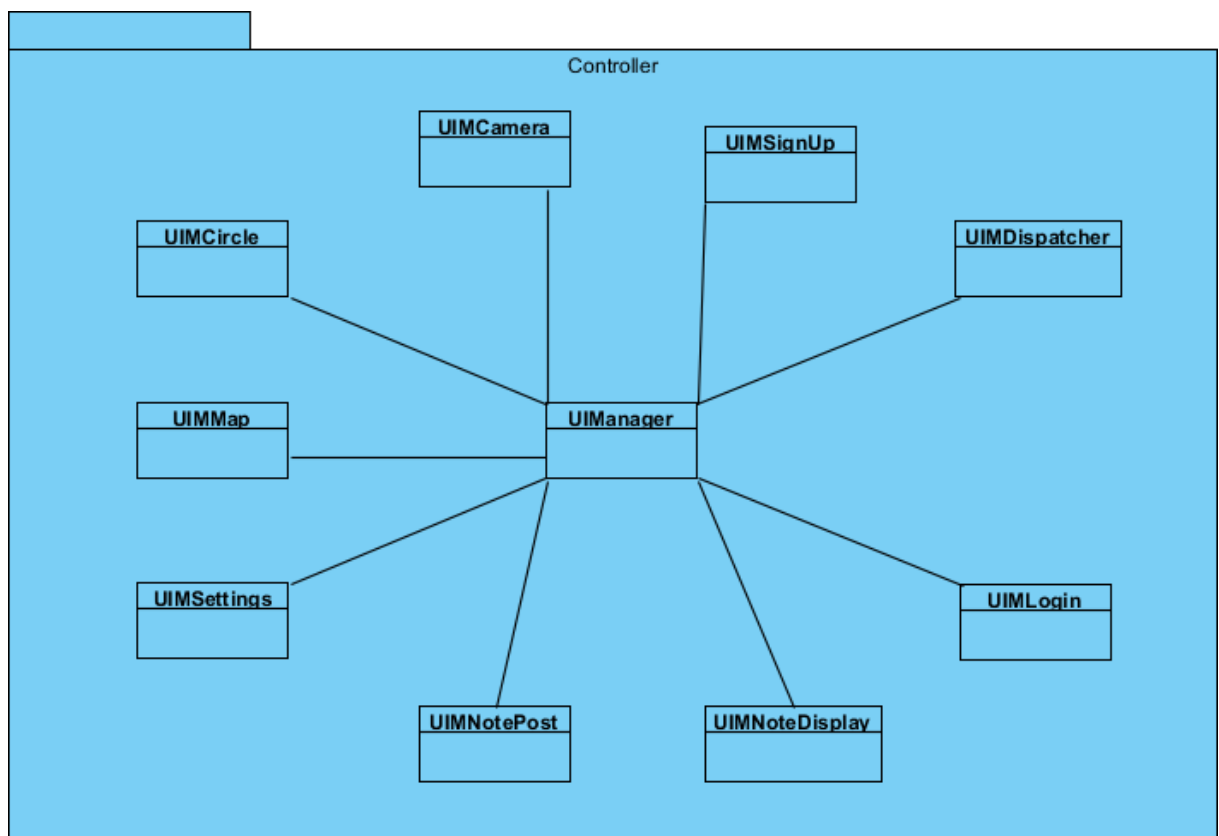 Controller
UIMCamera
UIMSignUp
UIMCircle
UIMDispatcher
UIMMap
UIManager
UIMSettings
UIMLogin
UIMNotePost
UIMNoteDisplay